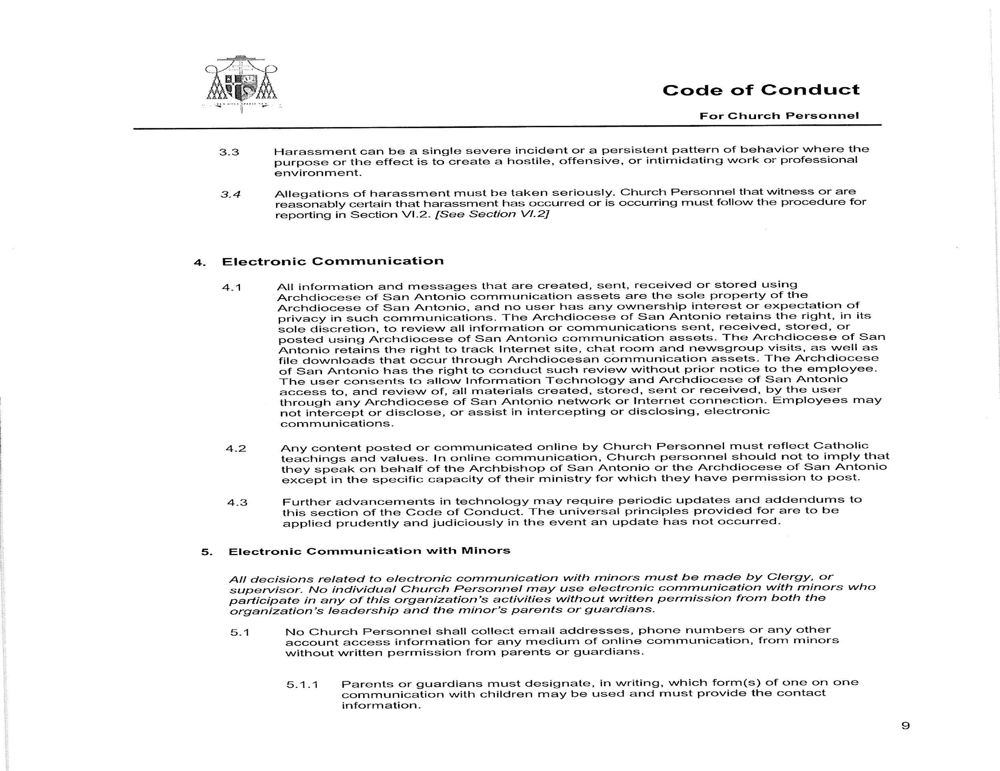 Code of Conduct
For Church Personnel
3.3 Harassment can be a single severe incident or a persistent pattern of behavior where the
purpose or the effect is to create a hostile, offensive, or intimidating work or professional
environment.
3.4 Allegations of harassment must be taken seriously. Church Personnel that witness or are
reasonably certain that harassment has occurred or is occurring must follow the procedure for
reporting in Section VI.2. [See Section VI.2]
4. Electronic Communication
4.1 All information and messages that are created, sent, received or stored using
Archdiocese of San Antonio communication assets are the sole property of the
Archdiocese of San Antonio, and no user has any ownership interest or expectation of
privacy in such communications. The Archdiocese of San Antonio retains the right, in its
sole discretion, to review all information or communications sent, received, stored, or
posted using Archdiocese of San Antonio communication assets. The Archdiocese of San
Antonio retains the right to track Internet site, chat room and newsgroup visits, as well as
file downloads that occur through Archdiocesan communication assets. The Archdiocese
of San Antonio has the right to conduct such review without prior notice to the employee.
The user consents to allow Information Technology and Archdiocese of San Antonio
access to, and review of, all materials created, stored, sent or received, by the user
through any Archdiocese of San Antonio network or Internet connection. Employees may
not intercept or disclose, or assist in intercepting or disclosing, electronic
communications.
4.2 Any content posted or communicated online by Church Personnel must reflect Catholic
teachings and values. In online communication, Church personnel should not to imply that
they speak on behalf of the Archbishop of San Antonio or the Archdiocese of San Antonio
except in the specific capacity of their ministry for which they have permission to post.
4.3 Further advancements in technology may require periodic updates and addendums to
this section of the Code of Conduct. The universal principles provided for are to be
applied prudently and judiciously in the event an update has not occurred.
5. Electronic Communication with Minors
All decisions related to electronic communication with minors must be made by Clergy, or
supervisor. No individual Church Personnel may use electronic communication with minors who
participate in any of this organization's activities without written permission from both the
organization's leadership and the minor's parents or guardians.
5.1 No Church Personnel shall collect email addresses, phone numbers or any other
account access information for any medium of online communication, from minors
without written permission from parents or guardians.
5.1.1 Parents or guardians must designate, in writing, which form(s) of one on one
communication with children may be used and must provide the contact
information.
9